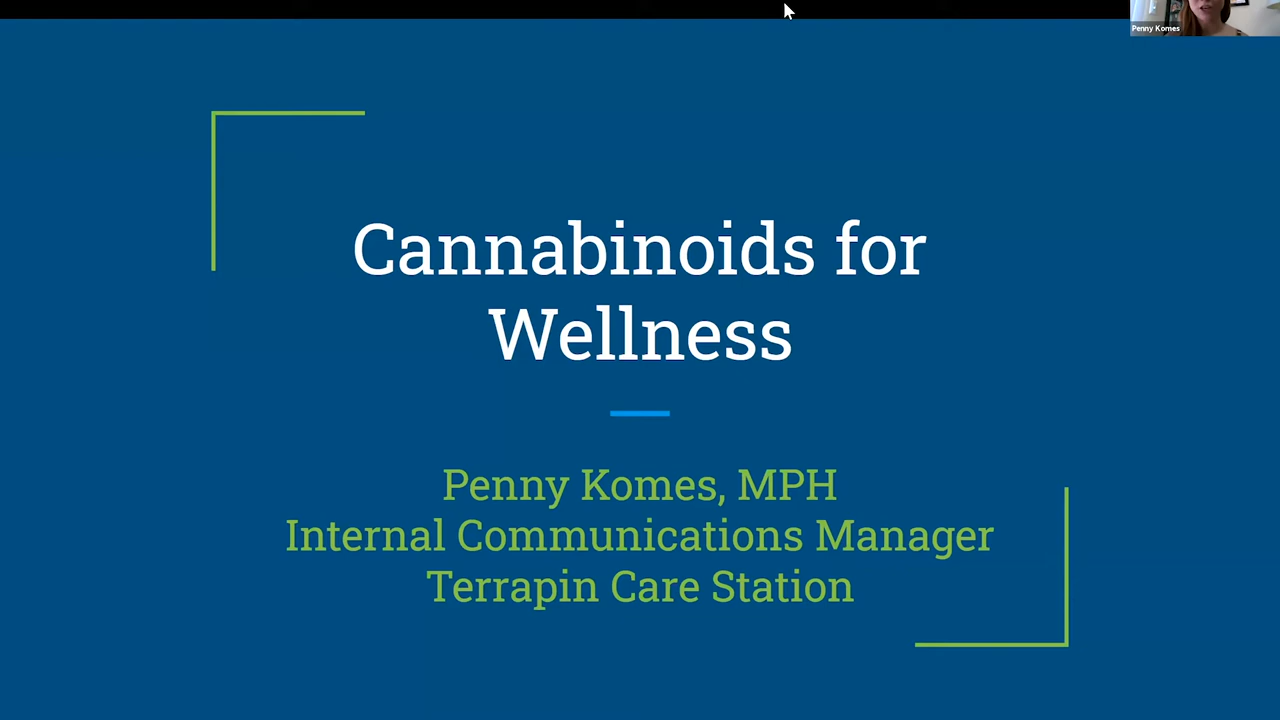 Penny Komes
Cannabinoids for
Wellness
Penny Komes, MPH
Internal Communications Manager
Terrapin Care Station